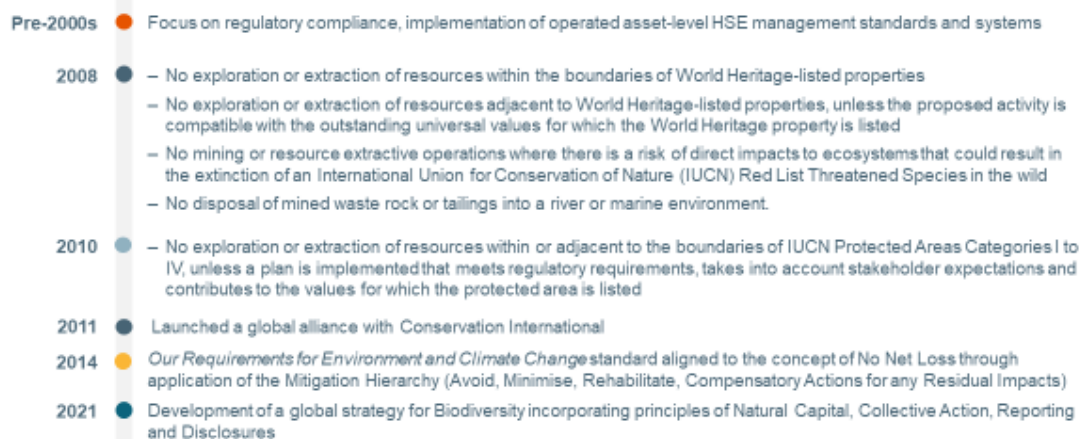 Pre-2000s Focus on regulatory compliance, implementation of operated asset-level HSE management standards and systems
2008 – No exploration or extraction of resources within the boundaries of World Heritage-listed properties
– No exploration or extraction of resources adjacent to World Heritage-listed properties, unless the proposed activity is
compatible with the outstanding universal values for which the World Heritage property is listed
– No mining or resource extractive operations where there is a risk of direct impacts to ecosystems that could result in
the extinction of an International Union for Conservation of Nature (IUCN) Red List Threatened Species in the wild
– No disposal of mined waste rock or tailings into a river or marine environment.
2010 – No exploration or extraction of resources within or adjacent to the boundaries of IUCN Protected Areas Categories I to
IV, unless a plan is implemented that meets regulatory requirements, takes into account stakeholder expectations and
contributes to the values for which the protected area is listed
2011 Launched a global alliance with Conservation International
2014 Our Requirements for Environment and Climate Change standard aligned to the concept of No Net Loss through
application of the Mitigation Hierarchy (Avoid, Minimise, Rehabilitate, Compensatory Actions for any Residual Impacts)
2021 Development of a global strategy for Biodiversity incorporating principles of Natural Capital, Collective Action, Reporting
and Disclosures